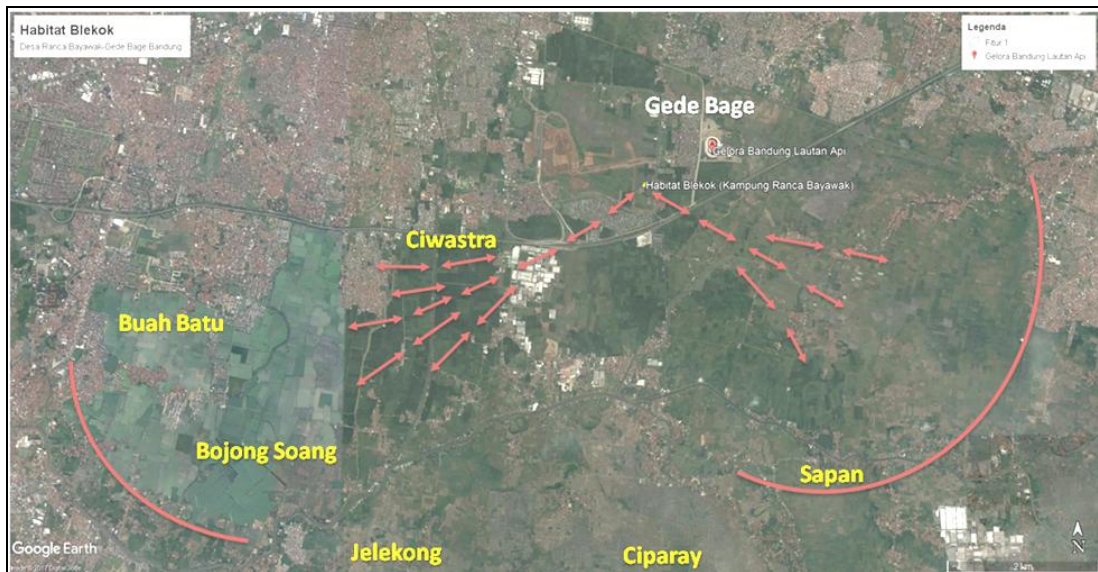 Habitat Blekok
Desa Ranca Bayawak-Gede Bage Bandung
Legenda
Fitur 1
Gelora Bandung Lautan Api
Gede Bage
Gelora Bandung Lautan Api
Habitat Blekok (Kampung Ranca Bayawak)
Ciwastra
Buah Batu
Bojong Soang
Sapan
Jelekong
Ciparay
Google Earth
N
2 km